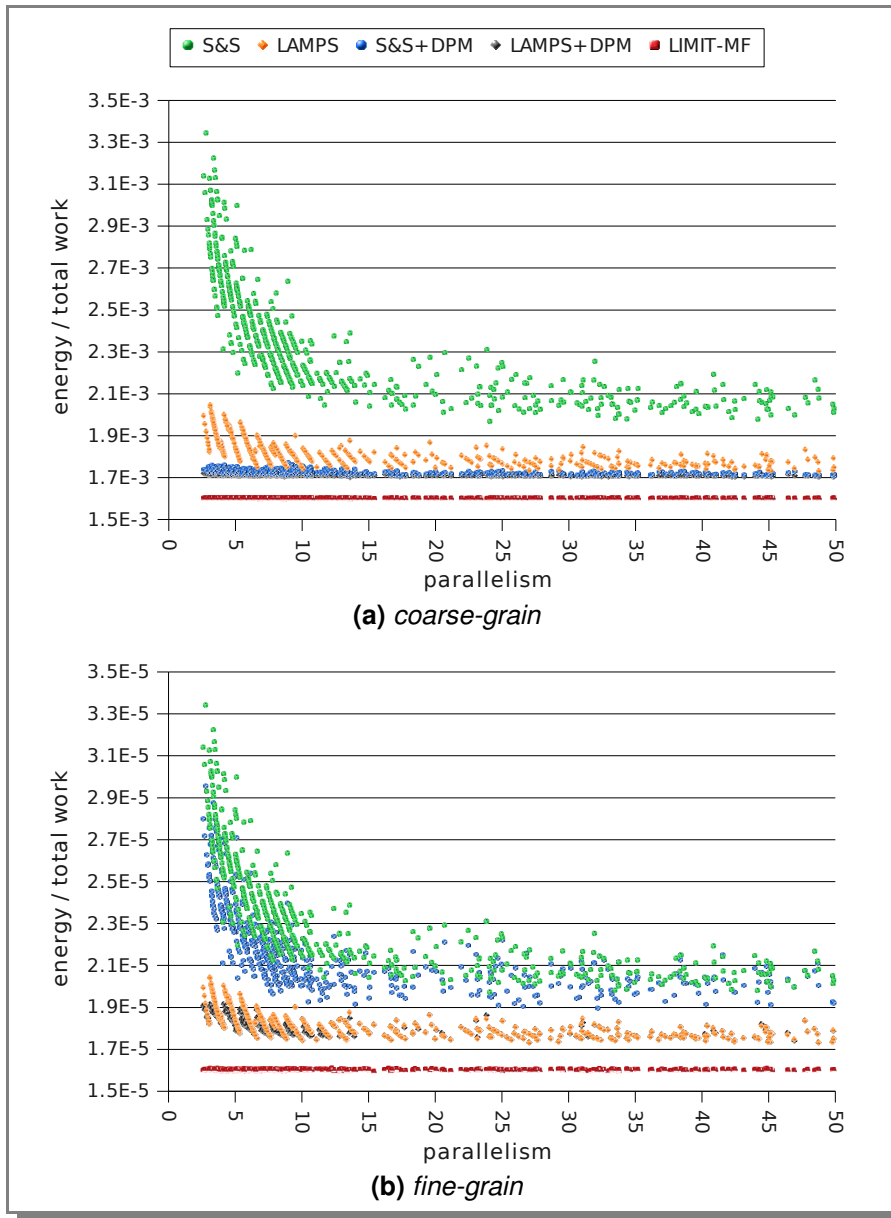 S&S LAMPS S&S+DPM LAMPS+DPM LIMIT-MF
energy / total work
3.5E-3
3.3E-3
3.1E-3
2.9E-3
2.7E-3
2.5E-3
2.3E-3
2.1E-3
1.9E-3
1.7E-3
1.5E-3
0 5 10 15 20 25 30 35 40 45 50
parallelism
(a) coarse-grain
energy / total work
3.5E-5
3.3E-5
3.1E-5
2.9E-5
2.7E-5
2.5E-5
2.3E-5
2.1E-5
1.9E-5
1.7E-5
1.5E-5
0 5 10 15 20 25 30 35 40 45 50
parallelism
(b) fine-grain